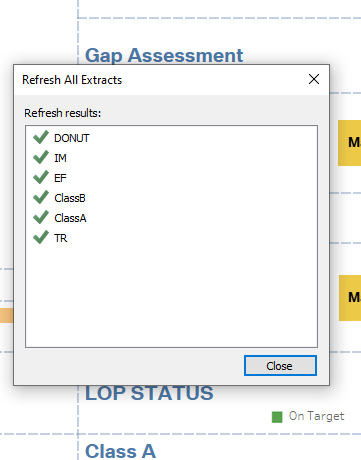 Gap Assessment
Refresh All Extracts
Refresh results:
DONUT
IM
EF
ClassB
ClassA
TR
Close
LOP STATUS
On Target
Class A